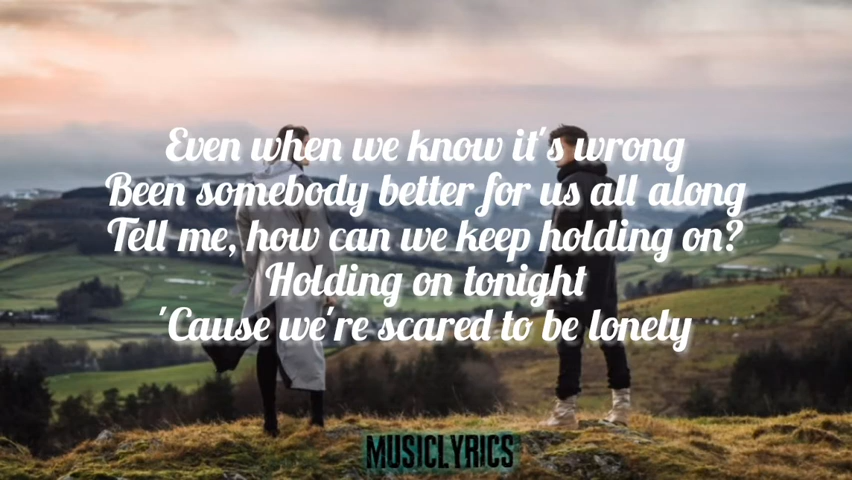 Even when we know it's wrong
Been somebody better for us all along
Tell me, how can we keep holding on?
Holding on tonight
'Cause we're scared to be lonely
MUSICLYRICS